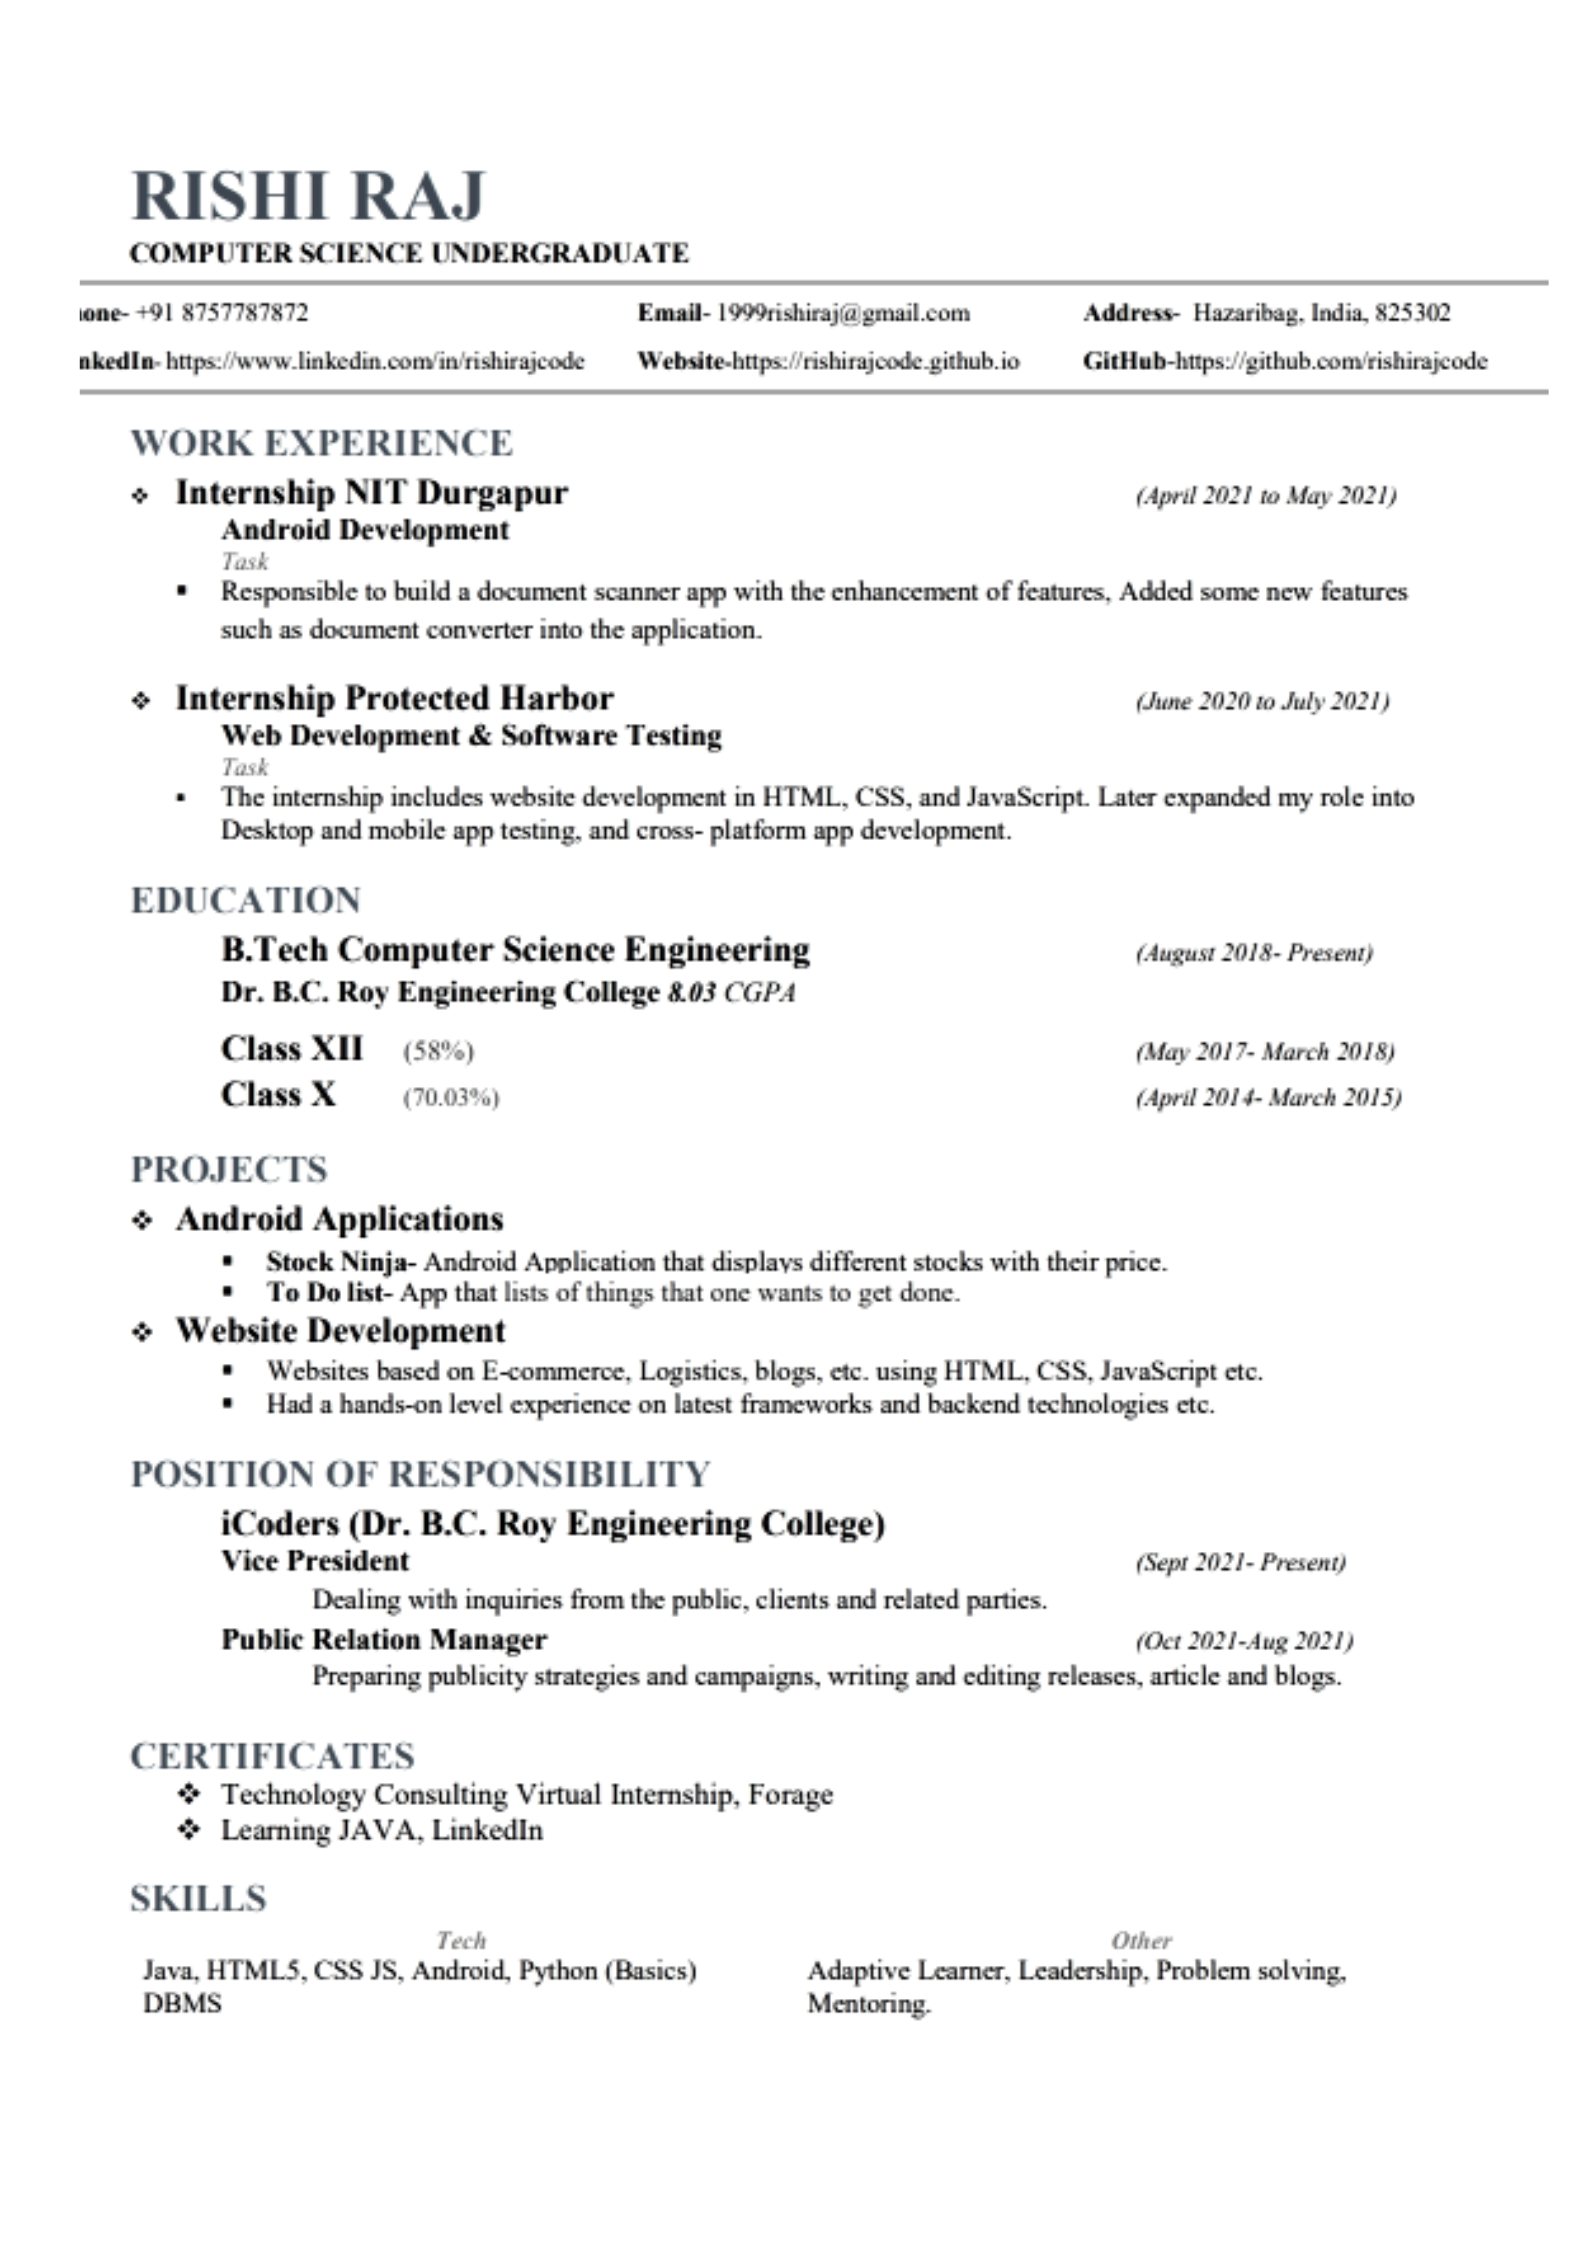 RISHI RAJ
COMPUTER SCIENCE UNDERGRADUATE
one- +91 8757787872 Email- 1999rishiraj@gmail.com Address- Hazaribag, India, 825302
nkedIn- https://www.linkedin.com/in/rishirajcode Website-https://rishirajcode.github.io GitHub-https://github.com/rishirajcode
WORK EXPERIENCE
❖ Internship NIT Durgapur (April 2021 to May 2021)
Android Development
Task
▪ Responsible to build a document scanner app with the enhancement of features, Added some new features
such as document converter into the application.
❖ Internship Protected Harbor (June 2020 to July 2021)
Web Development & Software Testing
Task
▪ The internship includes website development in HTML, CSS, and JavaScript. Later expanded my role into
Desktop and mobile app testing, and cross- platform app development.
EDUCATION
B.Tech Computer Science Engineering (August 2018- Present)
Dr. B.C. Roy Engineering College 8.03 CGPA
Class XII (58%) (May 2017- March 2018)
Class X (70.03%) (April 2014- March 2015)
PROJECTS
❖ Android Applications
▪ Stock Ninja- Android Application that displays different stocks with their price.
▪ To Do list- App that lists of things that one wants to get done.
❖ Website Development
▪ Websites based on E-commerce, Logistics, blogs, etc. using HTML, CSS, JavaScript etc.
▪ Had a hands-on level experience on latest frameworks and backend technologies etc.
POSITION OF RESPONSIBILITY
iCoders (Dr. B.C. Roy Engineering College)
Vice President (Sept 2021- Present)
Dealing with inquiries from the public, clients and related parties.
Public Relation Manager (Oct 2021-Aug 2021)
Preparing publicity strategies and campaigns, writing and editing releases, article and blogs.
CERTIFICATES
❖ Technology Consulting Virtual Internship, Forage
❖ Learning JAVA, LinkedIn
SKILLS
Tech Other
Java, HTML5, CSS JS, Android, Python (Basics) Adaptive Learner, Leadership, Problem solving,
DBMS Mentoring.